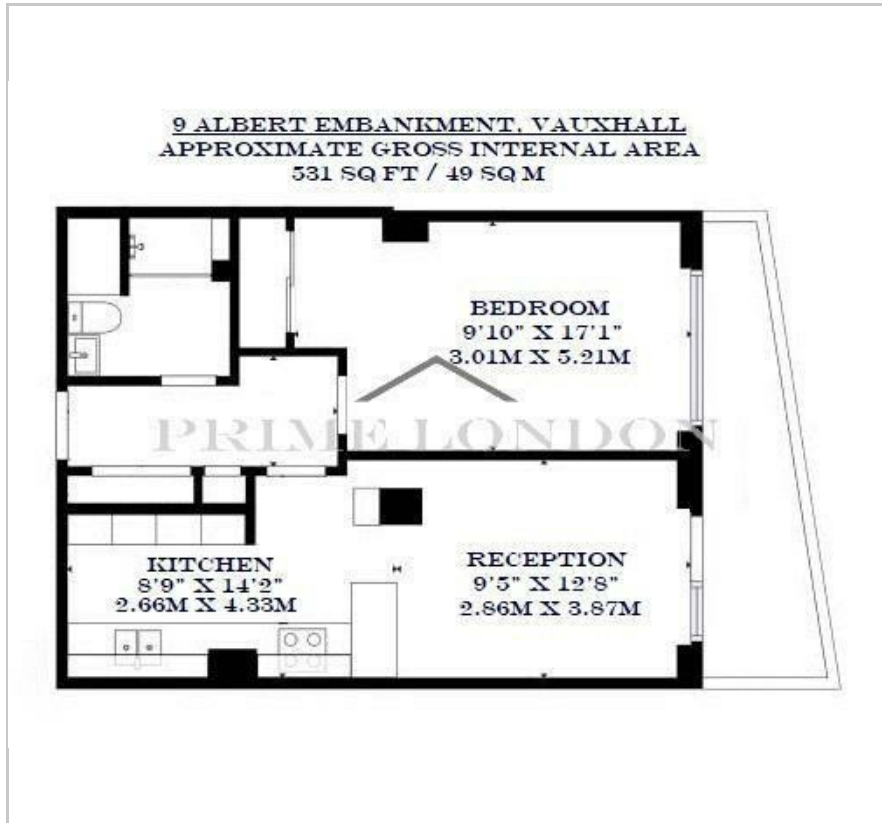 9 ALBERT EMBANKMENT, VAUXHALL
APPROXIMATE GROSS INTERNAL AREA
531 SQ FT / 49 SQ M
BEDROOM
9'10" X 17'1"
3.01M X 5.21M
PRIME LONDON
KITCHEN
8'9" X 14'2"
2.66M X 4.33M
RECEPTION
9'5" X 12'8"
2.86M X 3.87M